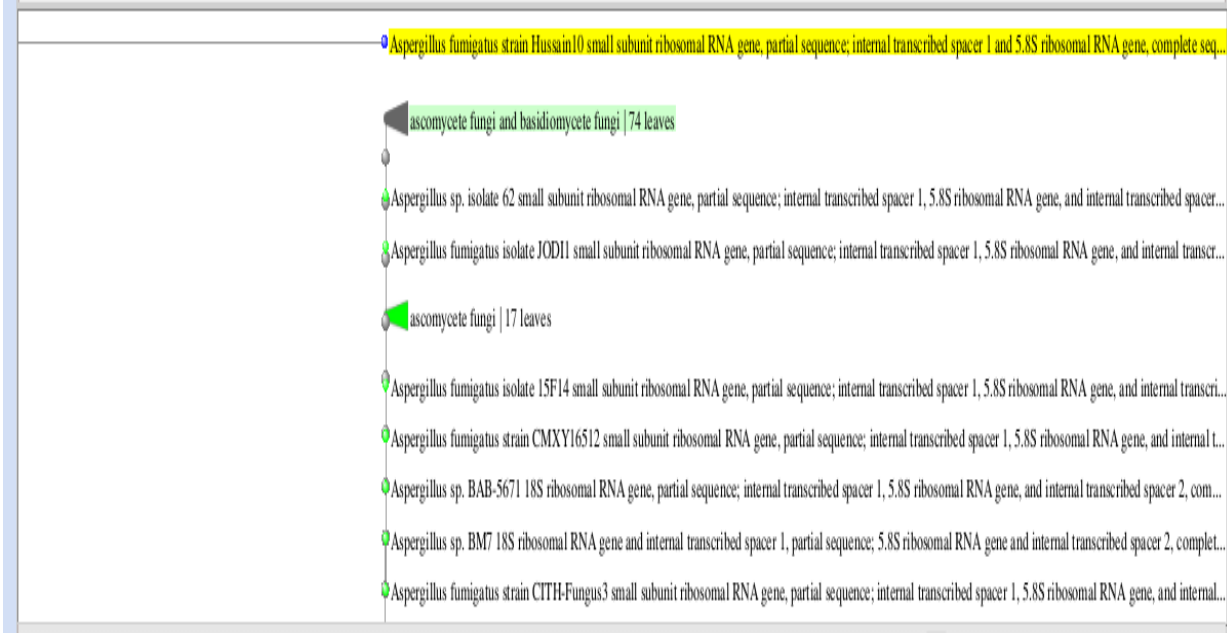 Aspergillus fumigatus strain Hussain10 small subunit ribosomal RNA gene, partial sequence; internal transcribed spacer 1 and 5.8S ribosomal RNA gene, complete seq...
ascomycete fungi and basidiomycete fungi | 74 leaves
Aspergillus sp. isolate 62 small subunit ribosomal RNA gene, partial sequence; internal transcribed spacer 1, 5.8S ribosomal RNA gene, and internal transcribed spacer...
Aspergillus fumigatus isolate JODI1 small subunit ribosomal RNA gene, partial sequence; internal transcribed spacer 1, 5.8S ribosomal RNA gene, and internal transcr...
ascomycete fungi | 17 leaves
Aspergillus fumigatus isolate 15F14 small subunit ribosomal RNA gene, partial sequence; internal transcribed spacer 1, 5.8S ribosomal RNA gene, and internal transcri...
Aspergillus fumigatus strain CMXY16512 small subunit ribosomal RNA gene, partial sequence; internal transcribed spacer 1, 5.8S ribosomal RNA gene, and internal t...
Aspergillus sp. BAB-5671 18S ribosomal RNA gene, partial sequence; internal transcribed spacer 1, 5.8S ribosomal RNA gene, and internal transcribed spacer 2, com...
Aspergillus sp. BM7 18S ribosomal RNA gene and internal transcribed spacer 1, partial sequence; 5.8S ribosomal RNA gene and internal transcribed spacer 2, complet...
Aspergillus fumigatus strain CITH-Fungus3 small subunit ribosomal RNA gene, partial sequence; internal transcribed spacer 1, 5.8S ribosomal RNA gene, and internal...